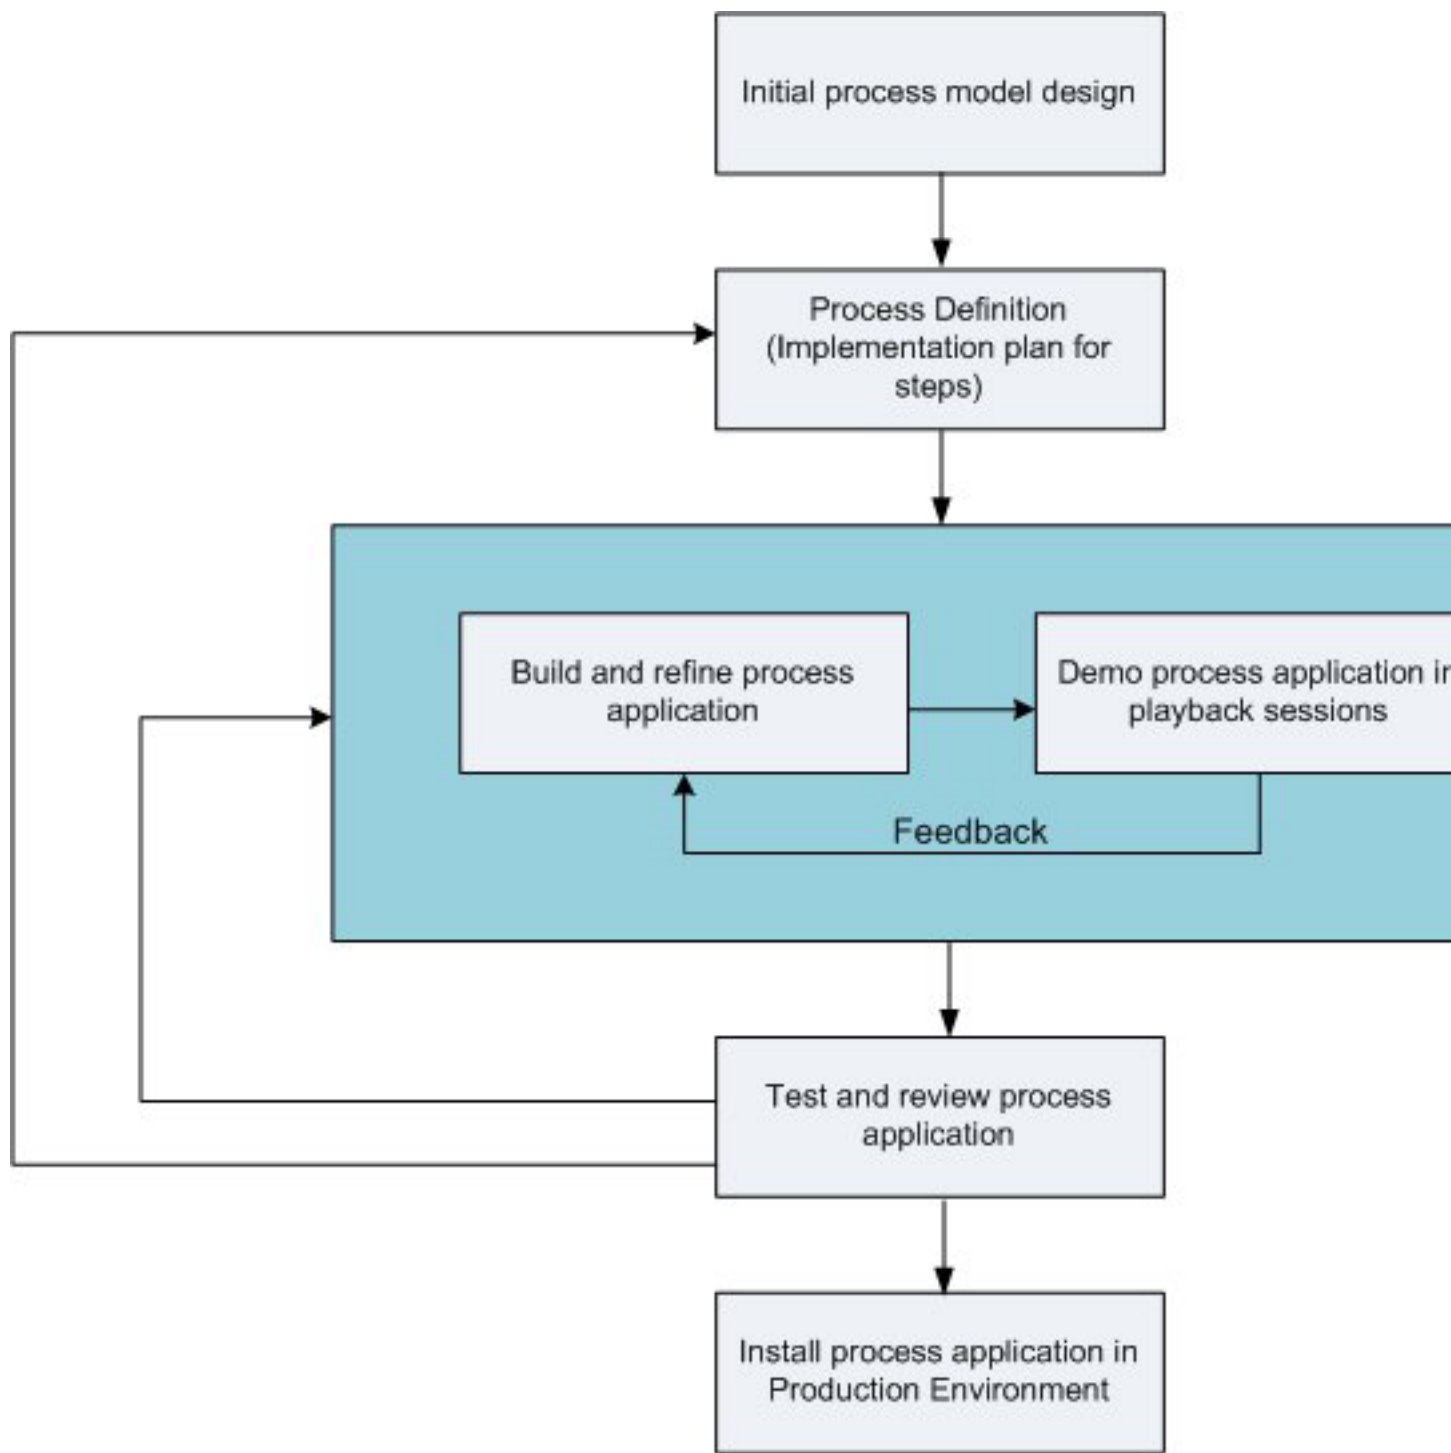 Initial process model design
Process Definition
(Implementation plan for
steps)
Build and refine process
application
Demo process application in
playback sessions
Feedback
Test and review process
application
Install process application in
Production Environment